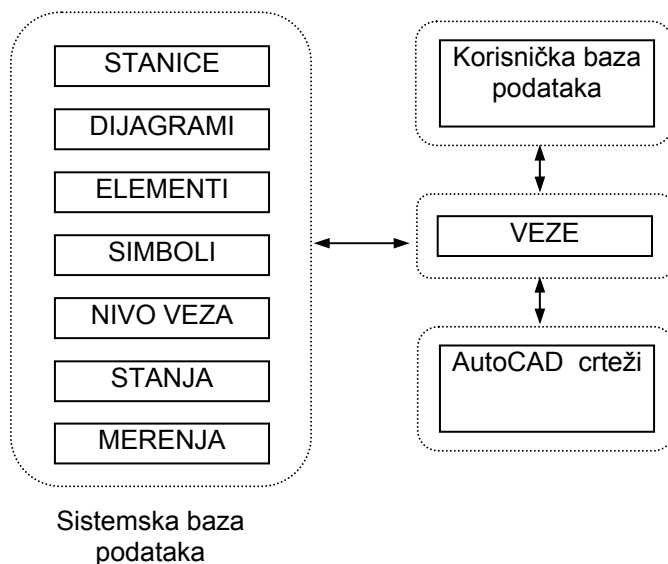 STANICE
DIJAGRAMI
ELEMENTI
SIMBOLI
NIVO VEZA
STANJA
MERENJA
Sistemska baza
podataka
Korisnička baza
podataka
VEZE
AutoCAD crteži